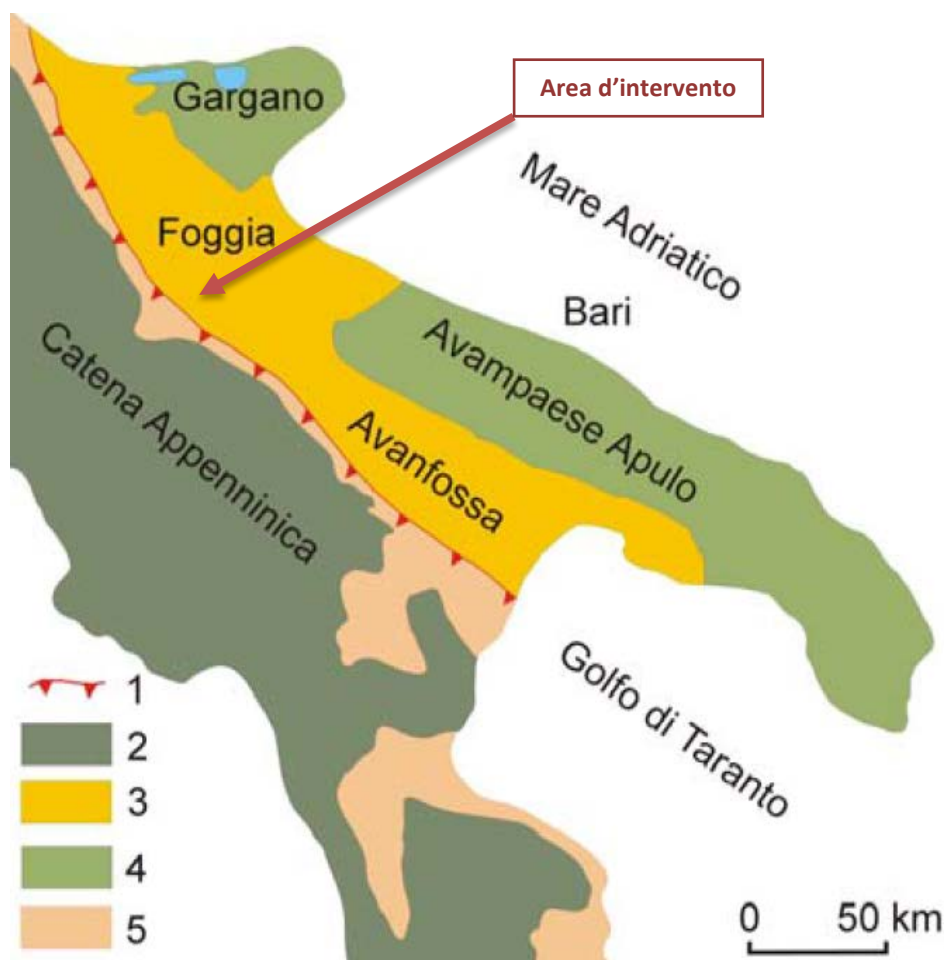 Area d’intervento
Gargano
Mare Adriatico
Foggia
Bari
Avampaese Apulo
Catena Appenninica
Avanfossa
Golfo di Taranto
1
2
3
4
5
0 50 km